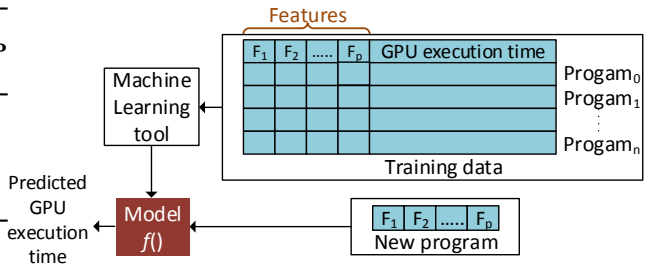 Features
F1 F2 ..... Fp GPU execution time
Progam0
Progam1
⋮
Progamn
Training data
Machine
Learning
tool
Predicted
GPU
execution
time
Model
f()
F1 F2 ..... Fp
New program